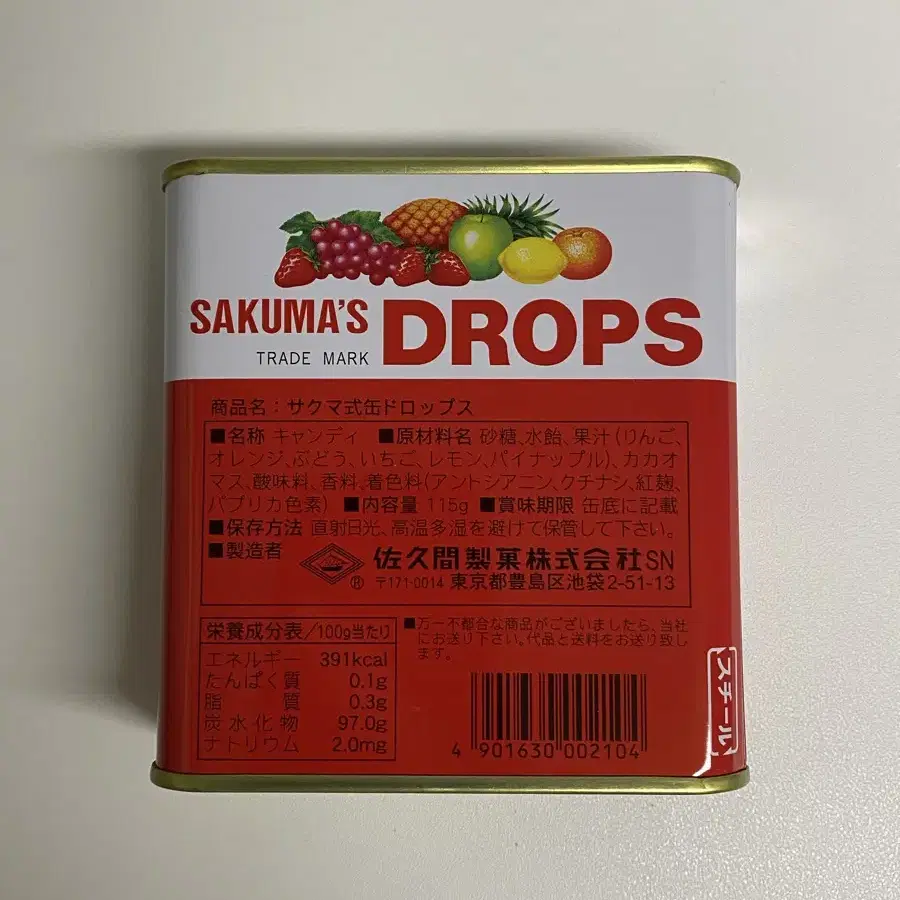 SAKUMA'S DROPS
TRADE MARK
商品名：サクマ式缶ドロップス
■名称 キャンディ ■原材料名 砂糖、水飴、果汁(りんご、
オレンジ、ぶどう、いちご、レモン、パイナップル)、カカオ
マス、酸味料、香料、着色料(アントシアニン、クチナシ、紅麹、
パプリカ色素) ■内容量 115g ■賞味期限 缶底に記載
■保存方法 直射日光、高温多湿を避けて保管して下さい。
■製造者 ® 佐久間製菓株式会社SN
〒171-0014 東京都豊島区池袋2-51-13
栄養成分表/100g当たり
エネルギー 391kcal
たんぱく質 0.1g
脂質 0.3g
炭水化物 97.0g
ナトリウム 2.0mg
■万一不都合な商品がございましたら、当社
にお送り下さい。代品と送料をお送り致し
ます。
4 901630 002104
スチール